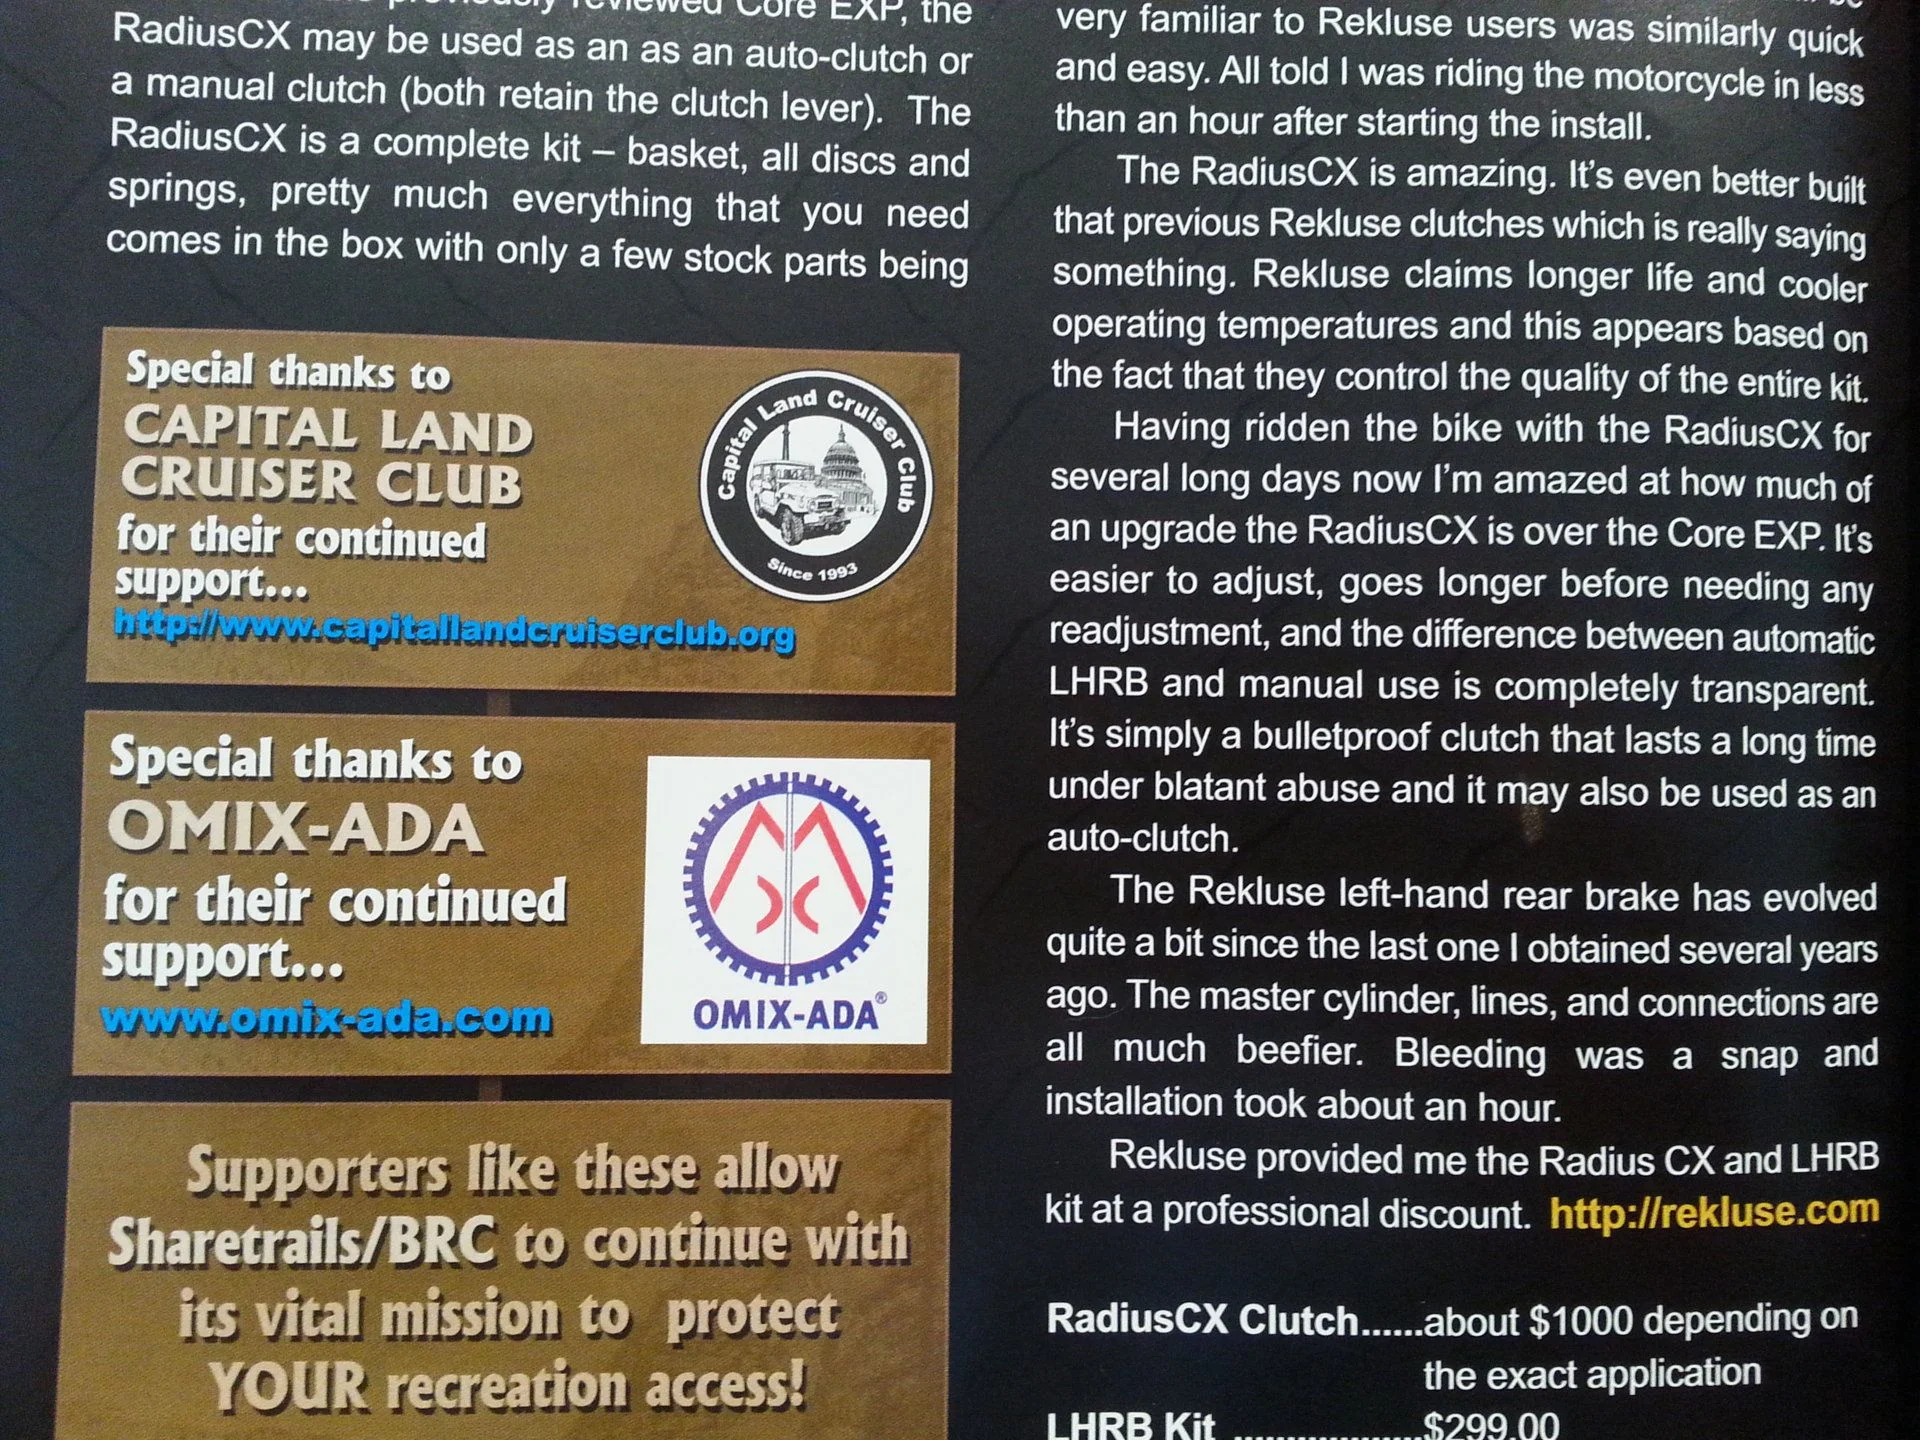 previously reviewed Core EXP, the
RadiusCX may be used as an as an auto-clutch or
a manual clutch (both retain the clutch lever). The
RadiusCX is a complete kit – basket, all discs and
springs, pretty much everything that you need
comes in the box with only a few stock parts being
Special thanks to
CAPITAL LAND
CRUISER CLUB
for their continued
support...
http://www.capitallandcruiserclub.org
Capital Land Cruiser Club
Since 1993
Special thanks to
OMIX-ADA
for their continued
support...
www.omix-ada.com
OMIX-ADA®
Supporters like these allow
Sharetrails/BRC to continue with
its vital mission to protect
YOUR recreation access!
be
very familiar to Rekluse users was similarly quick
and easy. All told I was riding the motorcycle in less
than an hour after starting the install.
The RadiusCX is amazing. It's even better built
that previous Rekluse clutches which is really saying
something. Rekluse claims longer life and cooler
operating temperatures and this appears based on
the fact that they control the quality of the entire kit.
Having ridden the bike with the RadiusCX for
several long days now I'm amazed at how much of
an upgrade the RadiusCX is over the Core EXP. It's
easier to adjust, goes longer before needing any
readjustment, and the difference between automatic
LHRB and manual use is completely transparent.
It's simply a bulletproof clutch that lasts a long time
under blatant abuse and it may also be used as an
auto-clutch.
The Rekluse left-hand rear brake has evolved
quite a bit since the last one I obtained several years
ago. The master cylinder, lines, and connections are
all much beefier. Bleeding was a snap and
installation took about an hour.
Rekluse provided me the Radius CX and LHRB
kit at a professional discount. http://rekluse.com
RadiusCX Clutch......about $1000 depending on
the exact application
LHRB Kit ....................$299.00